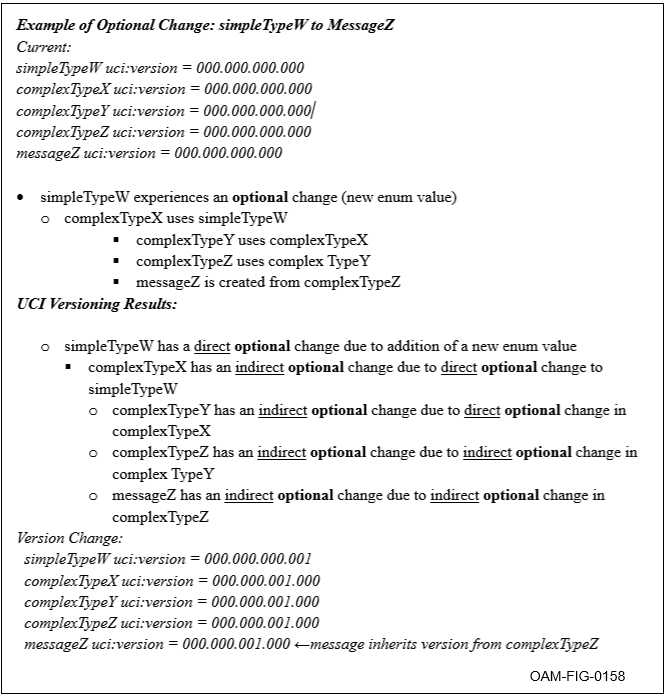 Example of Optional Change: simpleTypeW to MessageZ
Current:
simpleTypeW uci:version = 000.000.000.000
complexTypeX uci:version = 000.000.000.000
complexTypeY uci:version = 000.000.000.000/
complexTypeZ uci:version = 000.000.000.000
messageZ uci:version = 000.000.000.000
• simpleTypeW experiences an optional change (new enum value)
o complexTypeX uses simpleTypeW
▪ complexTypeY uses complexTypeX
▪ complexTypeZ uses complex TypeY
▪ messageZ is created from complexTypeZ
UCI Versioning Results:
o simpleTypeW has a direct optional change due to addition of a new enum value
▪ complexTypeX has an indirect optional change due to direct optional change to
simpleTypeW
o complexTypeY has an indirect optional change due to direct optional change in
complexTypeX
o complexTypeZ has an indirect optional change due to indirect optional change in
complex TypeY
o messageZ has an indirect optional change due to indirect optional change in
complexTypeZ
Version Change:
simpleTypeW uci:version = 000.000.000.001
complexTypeX uci:version = 000.000.001.000
complexTypeY uci:version = 000.000.001.000
complexTypeZ uci:version = 000.000.001.000
messageZ uci:version = 000.000.001.000 ←message inherits version from complexTypeZ
OAM-FIG-0158